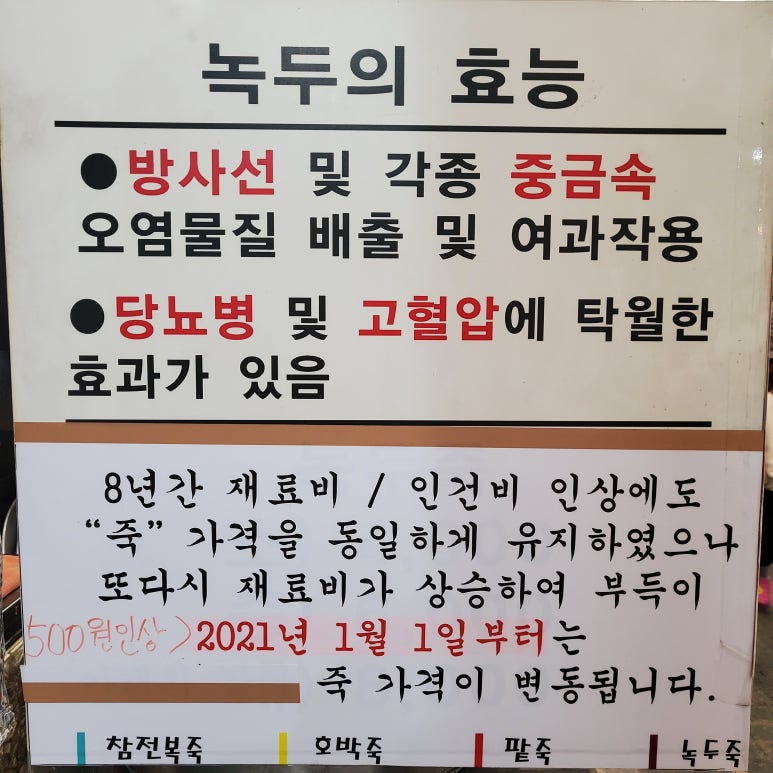 녹두의 효능
●방사선 및 각종 중금속
오염물질 배출 및 여과작용
●당뇨병 및 고혈압에 탁월한
효과가 있음
8년간 재료비 / 인건비 인상에도
“죽” 가격을 동일하게 유지하였으나
또다시 재료비가 상승하여 부득이
500원인상> 2021년 1월 1일부터는
죽 가격이 변동됩니다.
참전복죽 호박죽 팥죽 녹두죽